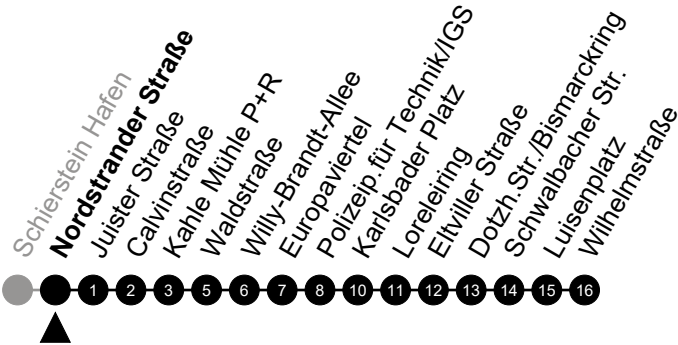 Schierstein Hafen
Nordstrander Straße
Juister Straße
Calvinstraße
Kahle Mühle P+R
Waldstraße
Willy-Brandt-Allee
Europaviertel
Polizeip.für Technik/IGS
Karlsbader Platz
Loreleiring
Eltviller Straße
Dotzh.Str./Bismarckring
Schwalbacher Str.
Luisenplatz
Wilhelmstraße
1 2 3 5 6 7 8 10 11 12 13 14 15 16